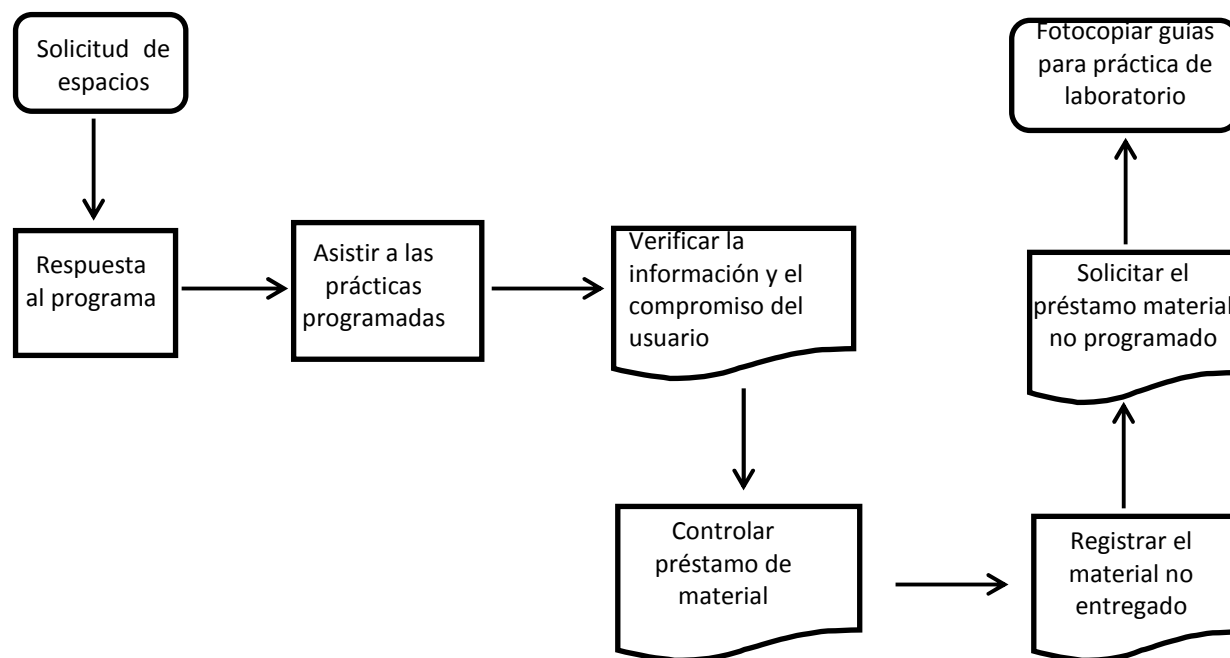 Solicitud de
espacios
Respuesta
al programa
Asistir a las
prácticas
programadas
Verificar la
información y el
compromiso del
usuario
Controlar
préstamo de
material
Registrar el
material no
entregado
Solicitar el
préstamo material
no programado
Fotocopiar guías
para práctica de
laboratorio